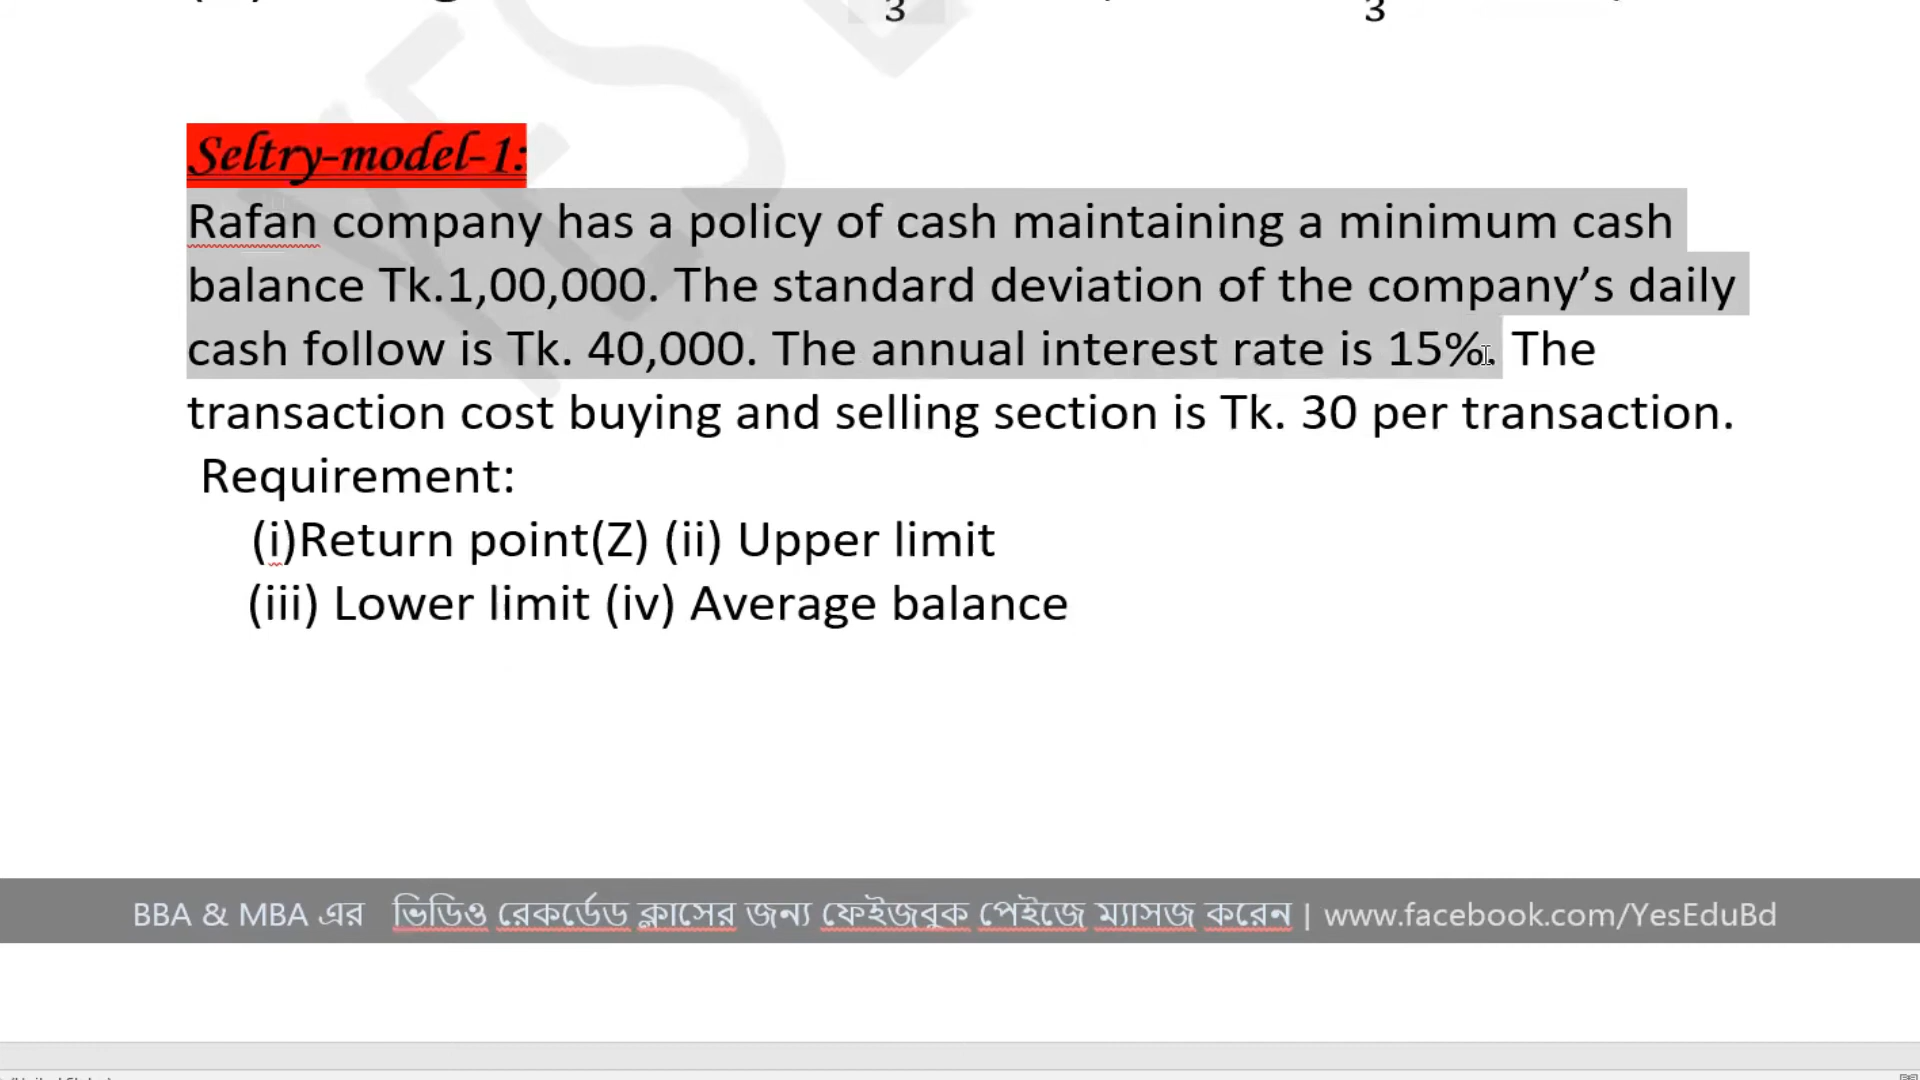 3 3
Seltry-model-1:
Rafan company has a policy of cash maintaining a minimum cash
balance Tk.1,00,000. The standard deviation of the company’s daily
cash follow is Tk. 40,000. The annual interest rate is 15%. The
transaction cost buying and selling section is Tk. 30 per transaction.
Requirement:
(i)Return point(Z) (ii) Upper limit
(iii) Lower limit (iv) Average balance
BBA & MBA এর ভিডিও রেকর্ডেড ক্লাসের জন্য ফেইজবুক পেইজে ম্যাসজ করেন | www.facebook.com/YesEduBd